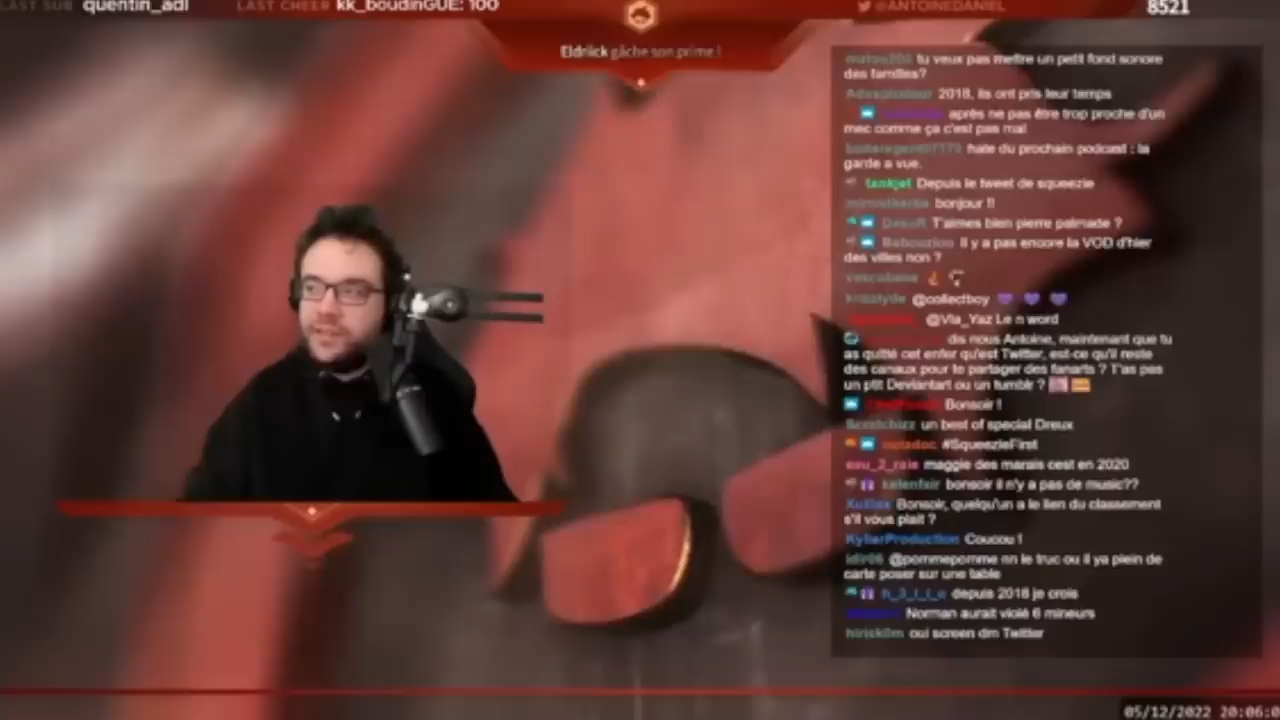 LAST SUB quentin_adl LAST CHEER kk_boudinGUE: 100 @ANTOINEDANIEL 8521
Eldriick gâche son prime !
tu veux pas mettre un petit fond sonore
des familles?
2018, ils ont pris leur temps
après ne pas être trop proche d'un
mec comme ça c'est pas mal
hate du prochain podcast : la
garde a vue.
tankjet Depuis le tweet de squeezie
bonjour !!
T'aimes bien pierre palmade ?
Il y a pas encore la VOD d'hier
des villes non ?
@collectboy
@Vta_Yaz Le n word
dis nous Antoine, maintenant que tu
as quitté cet enfer qu'est Twitter, est-ce qu'il reste
des canaux pour te partager des fanarts ? T'as pas
un ptit Deviantart ou un tumblr ?
Bonsoir !
un best of special Dreux
#SqueezieFirst
eau_2_raie maggie des marais cest en 2020
kelenfxir bonsoir il n'y a pas de music??
Bonsoir, quelqu'un a le lien du classement
s'il vous plait ?
KylierProduction Coucou !
@pommepomme nn le truc ou il ya plein de
carte poser sur une table
depuis 2018 je crois
Norman aurait violé 6 mineurs
oui screen dm Twitter
05/12/2022 20:06:0